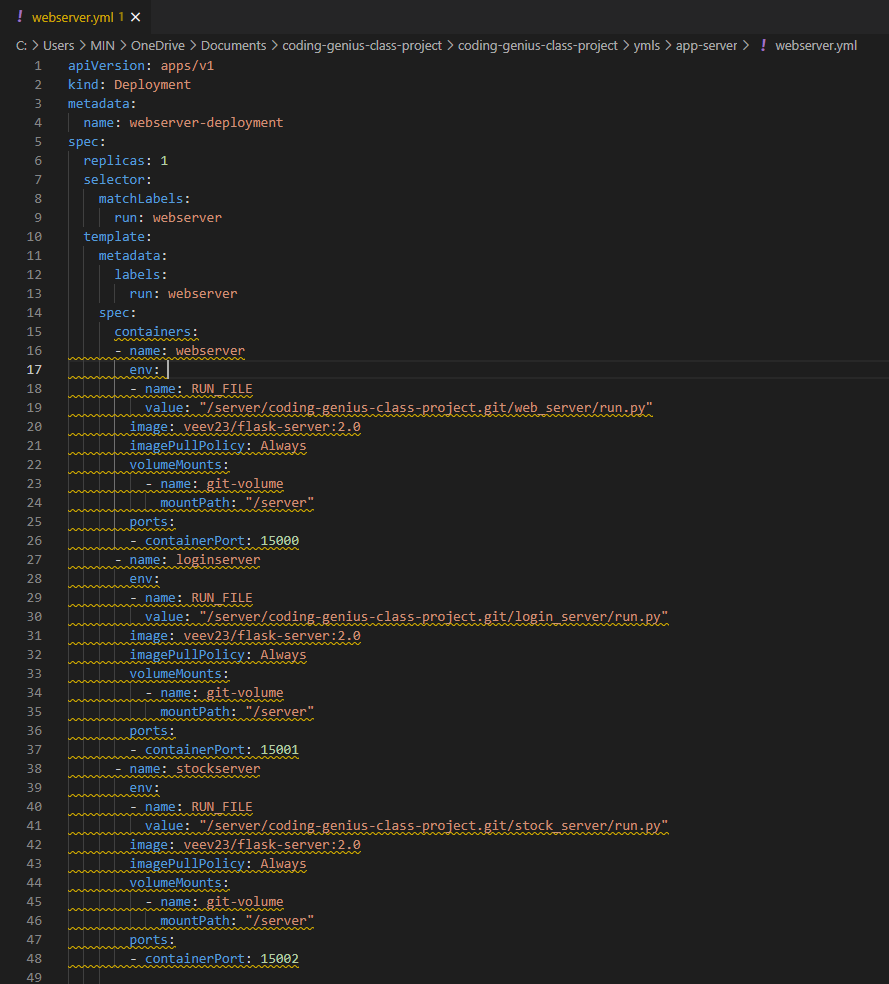 ! webserver.yml 1 ×
C: > Users > MIN > OneDrive > Documents > coding-genius-class-project > coding-genius-class-project > ymls > app-server > ! webserver.yml
1 apiVersion: apps/v1
2 kind: Deployment
3 metadata:
4   name: webserver-deployment
5 spec:
6   replicas: 1
7   selector:
8     matchLabels:
9       run: webserver
10   template:
11     metadata:
12       labels:
13         run: webserver
14     spec:
15       containers:
16       - name: webserver
17         env:
18         - name: RUN_FILE
19           value: "/server/coding-genius-class-project.git/web_server/run.py"
20         image: veev23/flask-server:2.0
21         imagePullPolicy: Always
22         volumeMounts:
23           - name: git-volume
24             mountPath: "/server"
25         ports:
26         - containerPort: 15000
27       - name: loginserver
28         env:
29         - name: RUN_FILE
30           value: "/server/coding-genius-class-project.git/login_server/run.py"
31         image: veev23/flask-server:2.0
32         imagePullPolicy: Always
33         volumeMounts:
34           - name: git-volume
35             mountPath: "/server"
36         ports:
37         - containerPort: 15001
38       - name: stockserver
39         env:
40         - name: RUN_FILE
41           value: "/server/coding-genius-class-project.git/stock_server/run.py"
42         image: veev23/flask-server:2.0
43         imagePullPolicy: Always
44         volumeMounts:
45           - name: git-volume
46             mountPath: "/server"
47         ports:
48         - containerPort: 15002
49